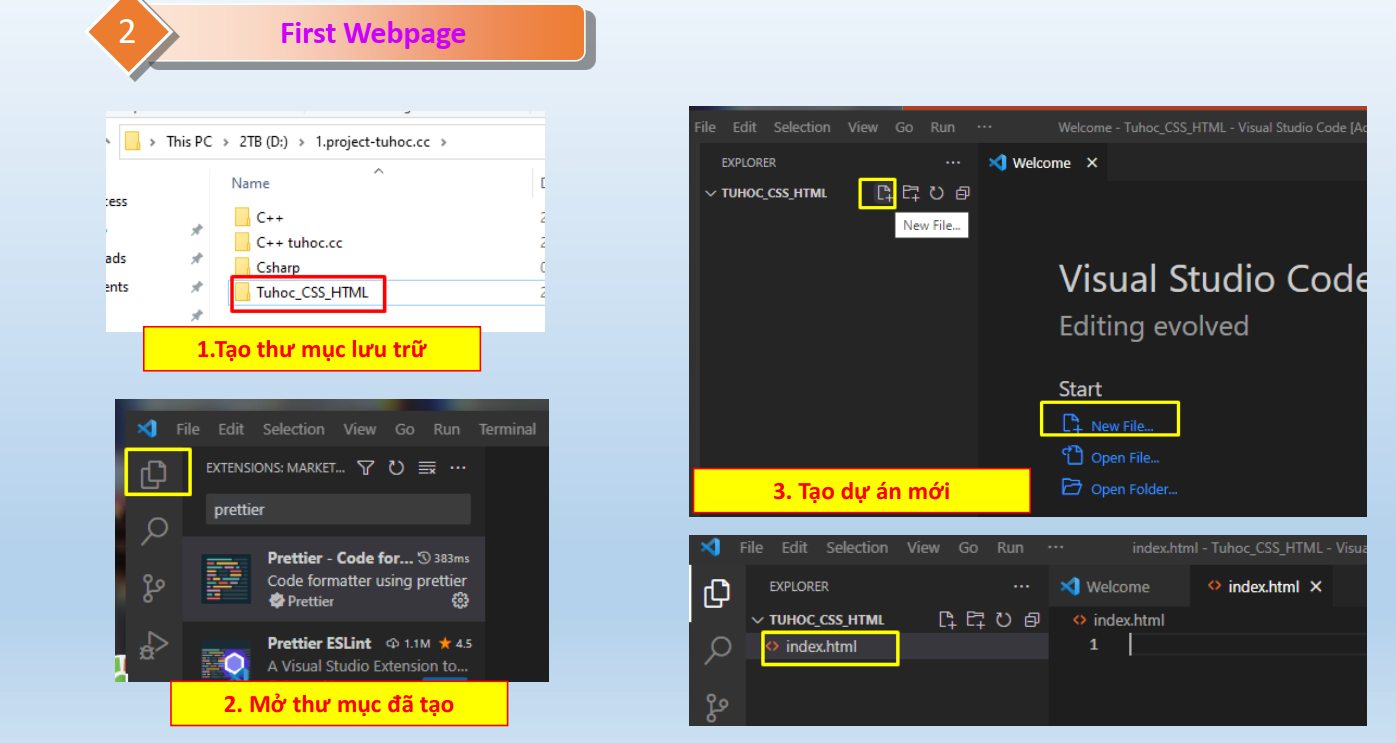 2
First Webpage
This PC > 2TB (D:) > 1.project-tuhoc.cc >
Name
C++
C++ tuhoc.cc
Csharp
Tuhoc_CSS_HTML
cess
ads
ents
1.Tạo thư mục lưu trữ
File Edit Selection View Go Run Terminal
EXTENSIONS: MARKET...
prettier
Prettier - Code for... 383ms
Code formatter using prettier
Prettier
Prettier ESLint 1.1M 4.5
A Visual Studio Extension to...
2. Mở thư mục đã tạo
File Edit Selection View Go Run ... Welcome - Tuhoc_CSS_HTML - Visual Studio Code [Ad
EXPLORER ... Welcome
TUHOC_CSS_HTML
New File...
Visual Studio Code
Editing evolved
Start
New File...
Open File...
Open Folder...
3. Tạo dự án mới
File Edit Selection View Go Run ... index.html - Tuhoc_CSS_HTML - Visua
EXPLORER ... Welcome index.html
TUHOC_CSS_HTML index.html
index.html 1